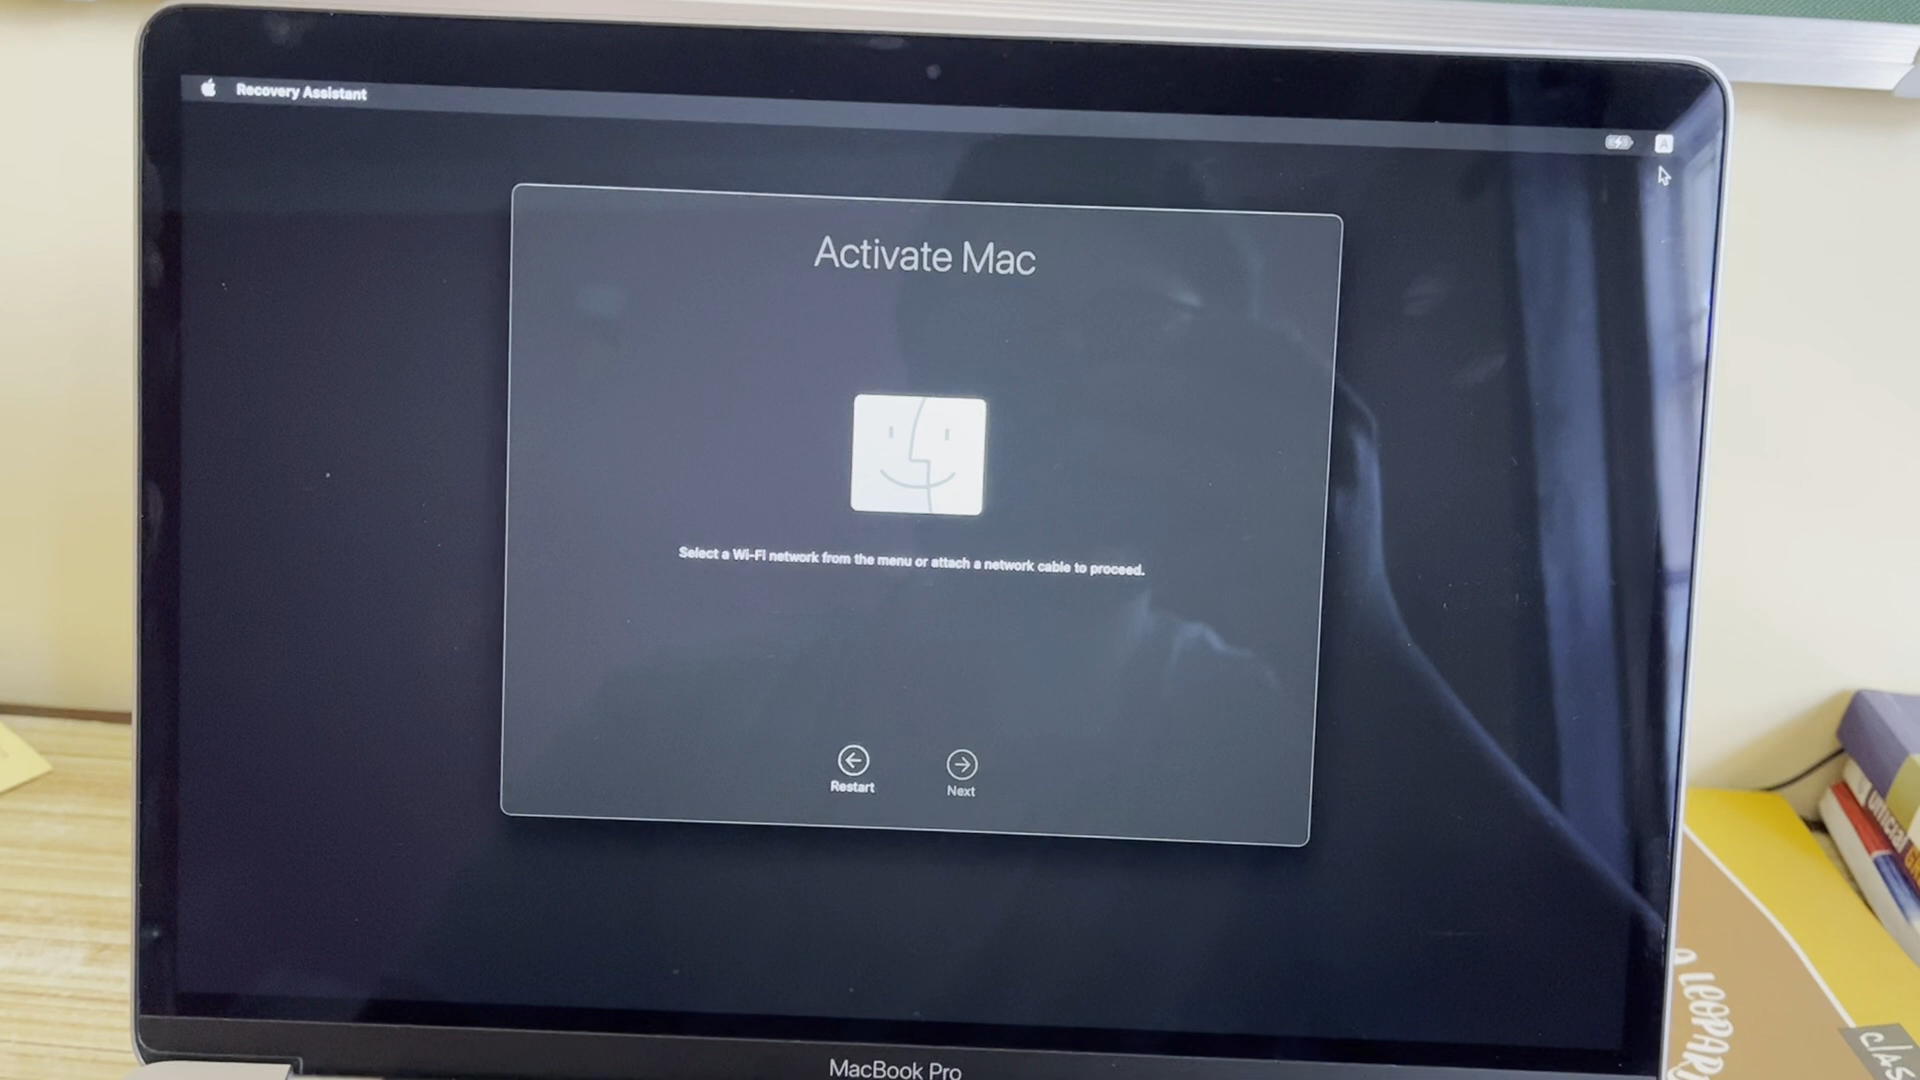 Recovery Assistant
A
Activate Mac
Select a Wi-Fi network from the menu or attach a network cable to proceed.
Restart
Next
MacBook Pro
A LEOPARD